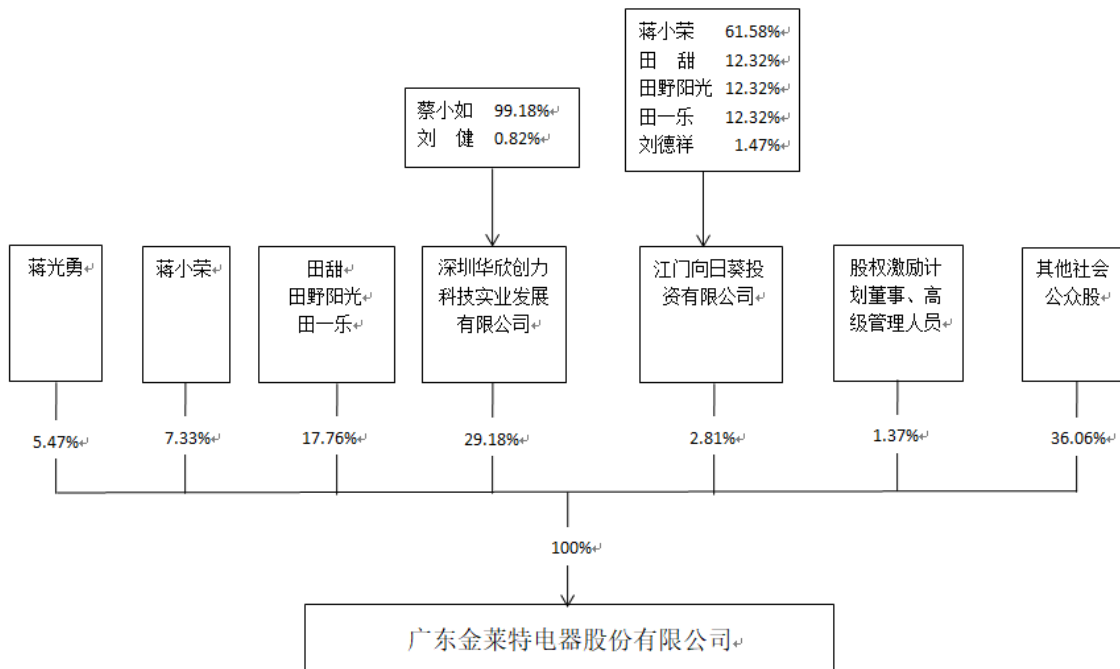 蒋小荣 61.58%
田 甜 12.32%
田野阳光 12.32%
田一乐 12.32%
刘德祥 1.47%
蔡小如 99.18%
刘 健 0.82%
蒋光勇
蒋小荣
田甜
田野阳光
田一乐
深圳华欣创力
科技实业发展
有限公司
江门向日葵投
资有限公司
股权激励计
划董事、高
级管理人员
其他社会
公众股
5.47%
7.33%
17.76%
29.18%
2.81%
1.37%
36.06%
100%
广东金莱特电器股份有限公司